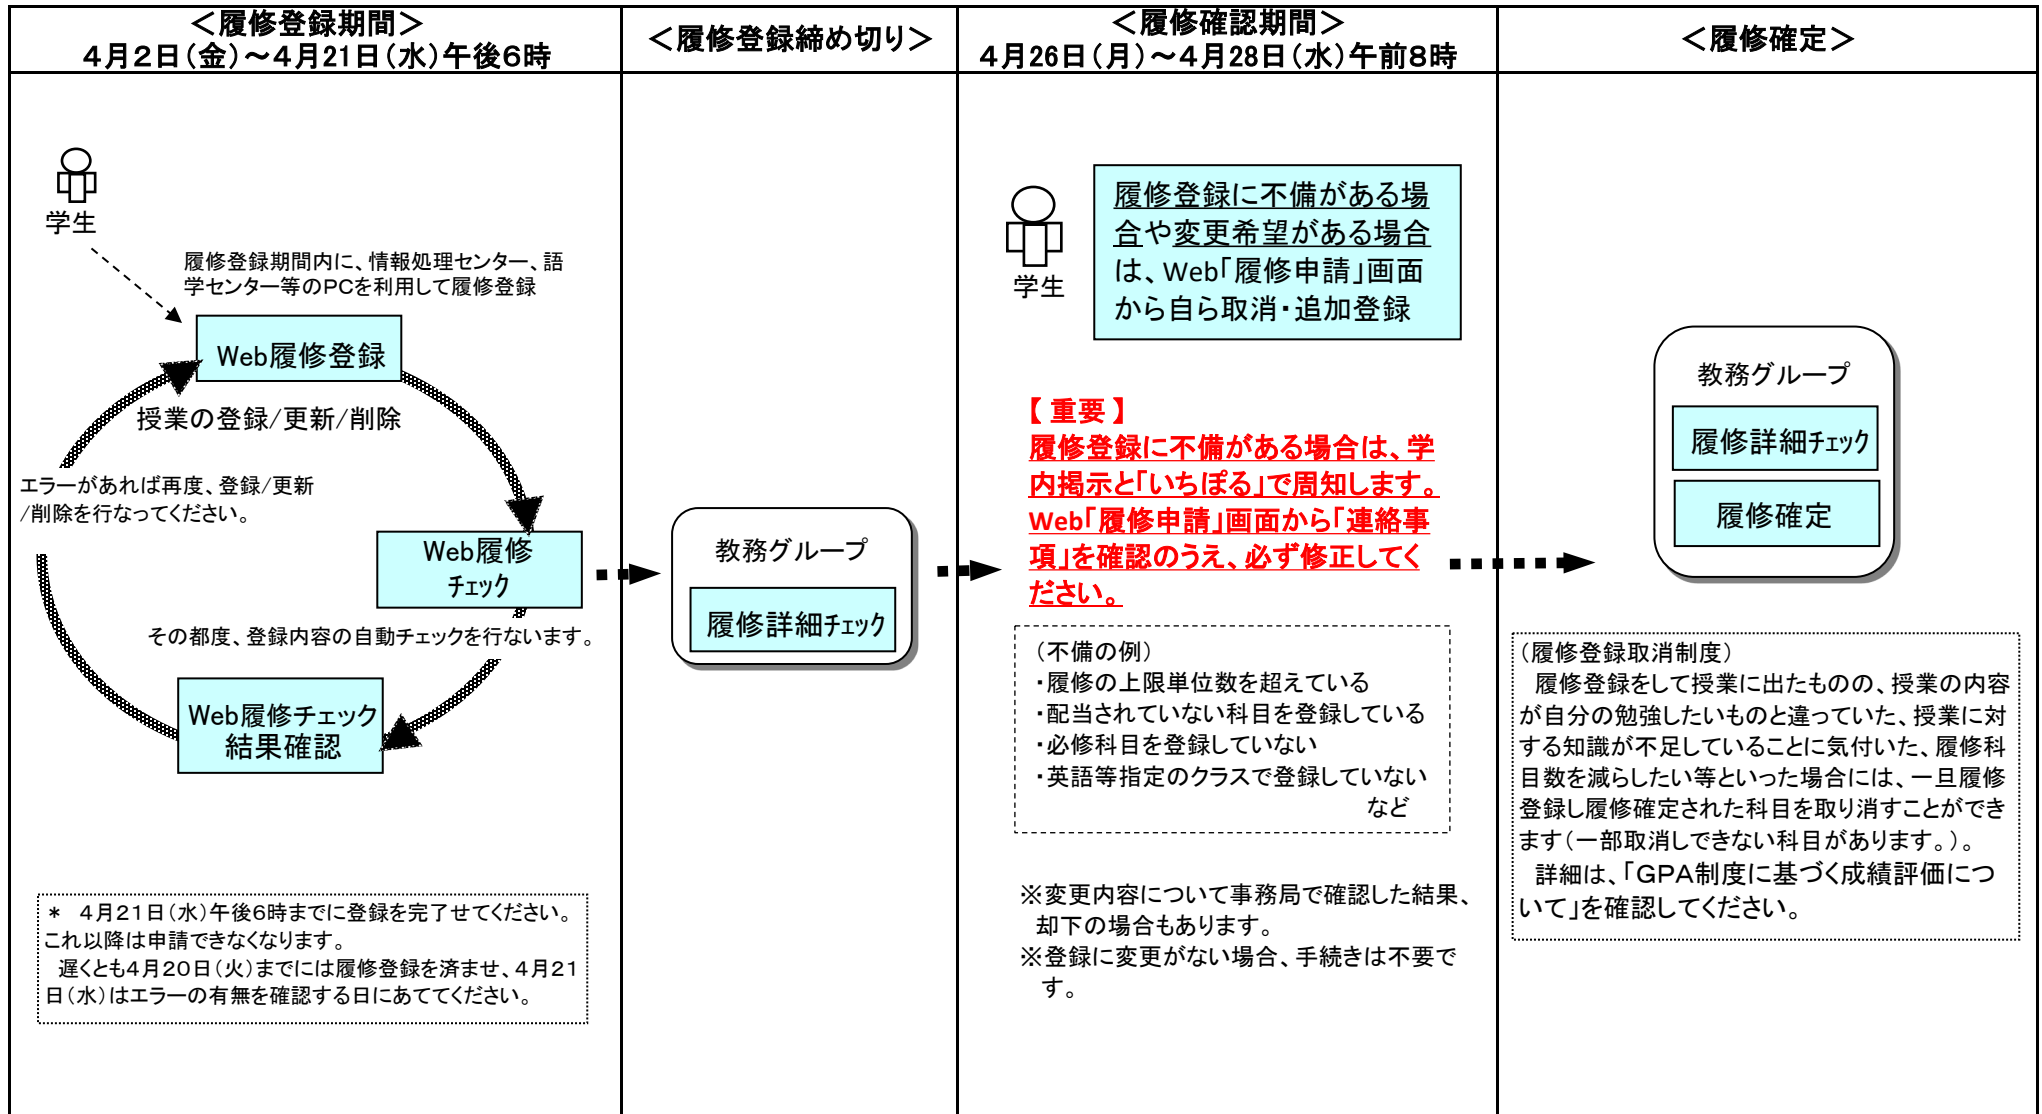 ＜履修登録期間＞
４月２日（金）～４月21日（水）午後６時
＜履修登録締め切り＞
＜履修確認期間＞
４月26日（月）～４月28日（水）午前８時
＜履修確定＞
学生
履修登録期間内に、情報処理センター、語
学センター等のPCを利用して履修登録
Web履修登録
授業の登録/更新/削除
エラーがあれば再度、登録/更新
/削除を行なってください。
Web履修
チェック
その都度、登録内容の自動チェックを行ないます。
Web履修チェック
結果確認
＊　４月２１日（水）午後６時までに登録を完了せてください。
これ以降は申請できなくなります。
遅くとも４月２０日（火）までには履修登録を済ませ、４月２１
日（水）はエラーの有無を確認する日にあててください。
教務グループ
履修詳細チェック
学生
履修登録に不備がある場
合や変更希望がある場合
は、Web「履修申請」画面
から自ら取消・追加登録
【 重要 】
履修登録に不備がある場合は、学
内掲示と「いちぽる」で周知します。
Web「履修申請」画面から「連絡事
項」を確認のうえ、必ず修正してく
ださい。
（不備の例）
・履修の上限単位数を超えている
・配当されていない科目を登録している
・必修科目を登録していない
・英語等指定のクラスで登録していない
など
※変更内容について事務局で確認した結果、
却下の場合もあります。
※登録に変更がない場合、手続きは不要で
す。
教務グループ
履修詳細チェック
履修確定
（履修登録取消制度）
履修登録をして授業に出たものの、授業の内容
が自分の勉強したいものと違っていた、授業に対
する知識が不足していることに気付いた、履修科
目数を減らしたい等といった場合には、一旦履修
登録し履修確定された科目を取り消すことができ
ます（一部取消しできない科目があります。）。
詳細は、「ＧＰＡ制度に基づく成績評価につ
いて」を確認してください。